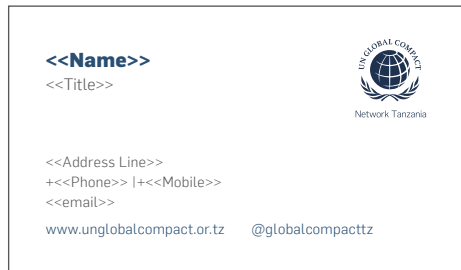 <<Name>>
<<Title>>
UN GLOBAL COMPACT
Network Tanzania
<<Address Line>>
+<<Phone>> |+<<Mobile>>
<<email>>
www.unglobalcompact.or.tz @globalcompacttz